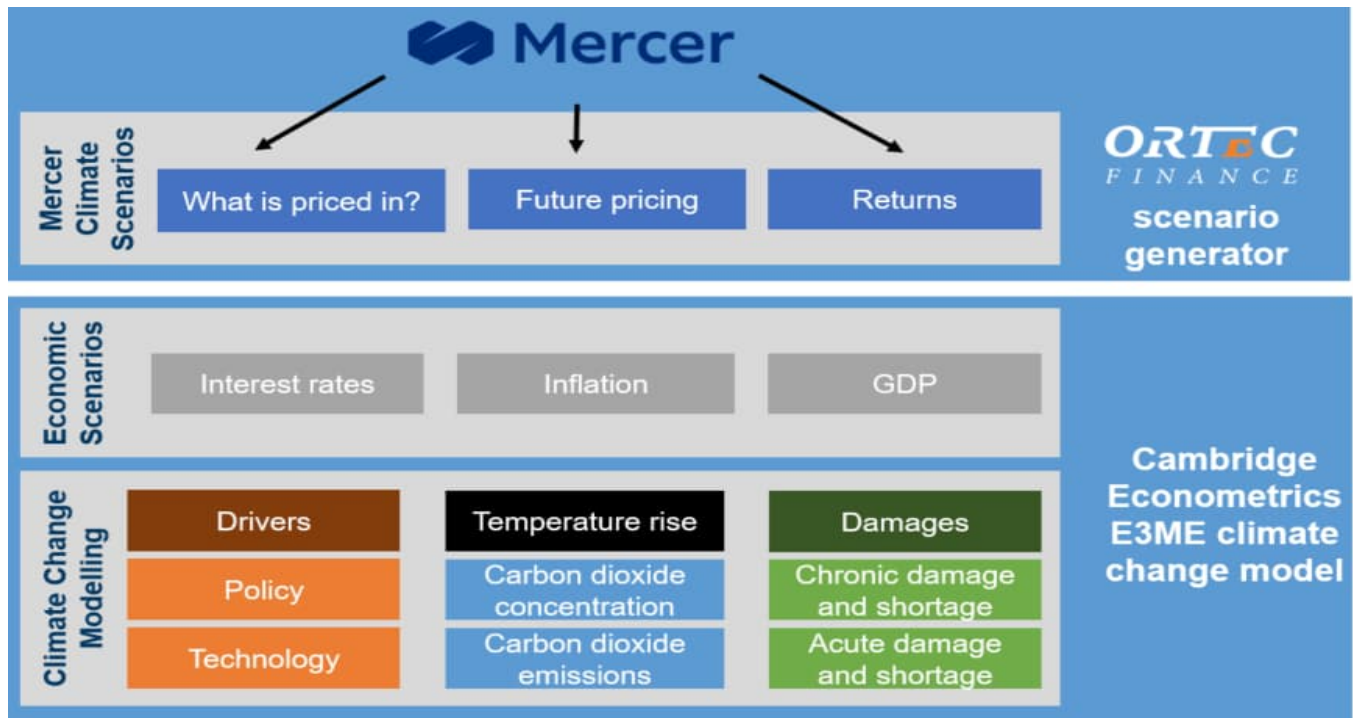 Mercer
Mercer
Climate
Scenarios
What is priced in?
Future pricing
Returns
ORTEC
FINANCE
scenario
generator
Economic
Scenarios
Interest rates
Inflation
GDP
Climate Change
Modelling
Drivers
Temperature rise
Damages
Policy
Carbon dioxide
concentration
Chronic damage
and shortage
Technology
Carbon dioxide
emissions
Acute damage
and shortage
Cambridge
Econometrics
E3ME climate
change model